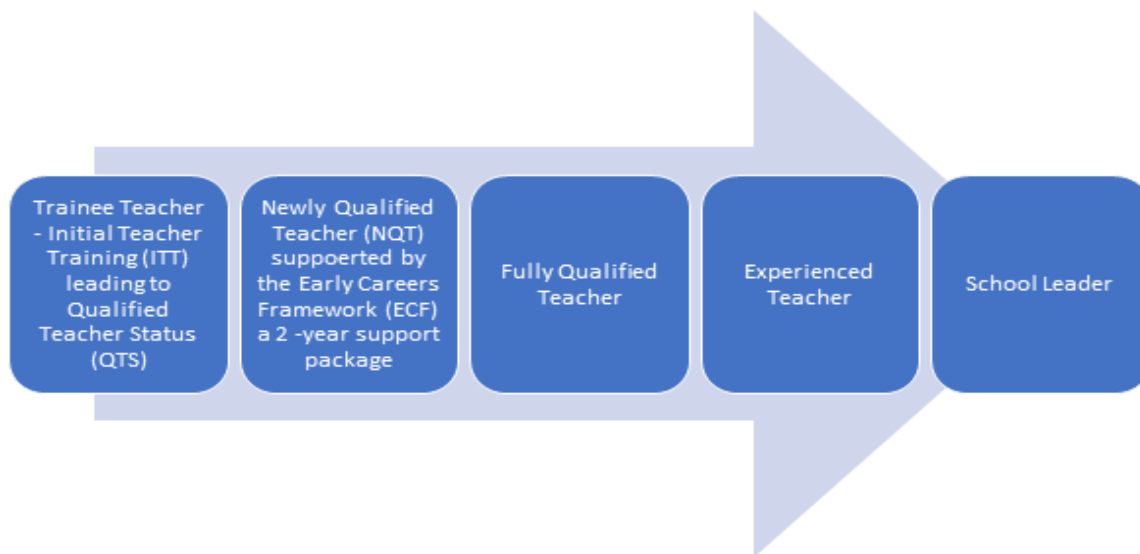 Trainee Teacher
- Initial Teacher
Training (ITT)
leading to
Qualified
Teacher Status
(QTS)
Newly Qualified
Teacher (NQT)
suppoerted by
the Early Careers
Framework (ECF)
a 2 -year support
package
Fully Qualified
Teacher
Experienced
Teacher
School Leader